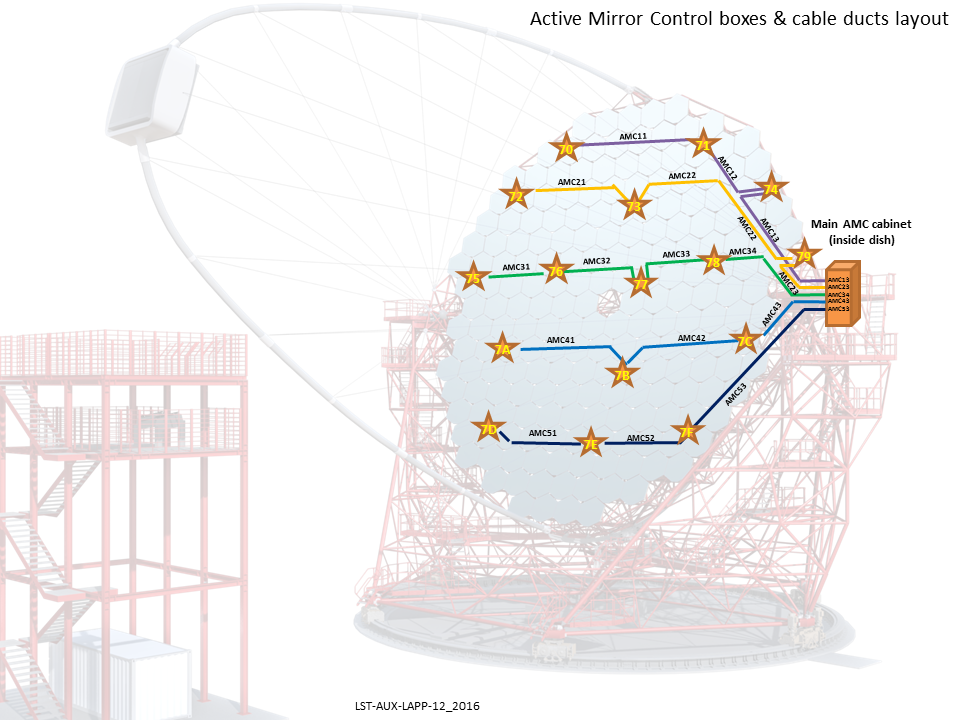 Active Mirror Control boxes & cable ducts layout
AMC11
70
71
AMC12
AMC21
AMC22
72
73
74
AMC22
AMC13
Main AMC cabinet
(inside dish)
79
AMC31
AMC32
AMC33
AMC34
75
76
77
78
AMC23
AMC13
AMC23
AMC34
AMC43
AMC53
AMC43
AMC41
AMC42
7A
7B
7C
AMC53
7D
AMC51
7E
AMC52
7F
LST-AUX-LAPP-12_2016